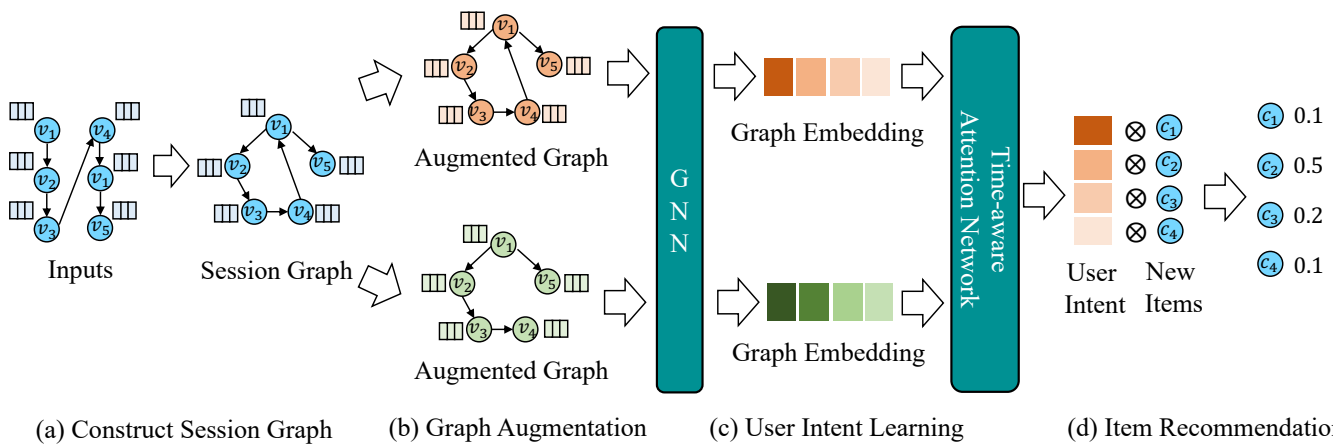 v1
v2
v3
v4
v1
v5
Inputs
v1
v2
v3
v4
v5
Session Graph
v1
v2
v3
v4
v5
Augmented Graph
v1
v2
v3
v4
v5
Augmented Graph
G
N
N
Graph Embedding
Graph Embedding
Time-aware
Attention Network
c1
c2
c3
c4
User
Intent
New
Items
c1 0.1
c2 0.5
c3 0.2
c4 0.1
(a) Construct Session Graph
(b) Graph Augmentation
(c) User Intent Learning
(d) Item Recommendation